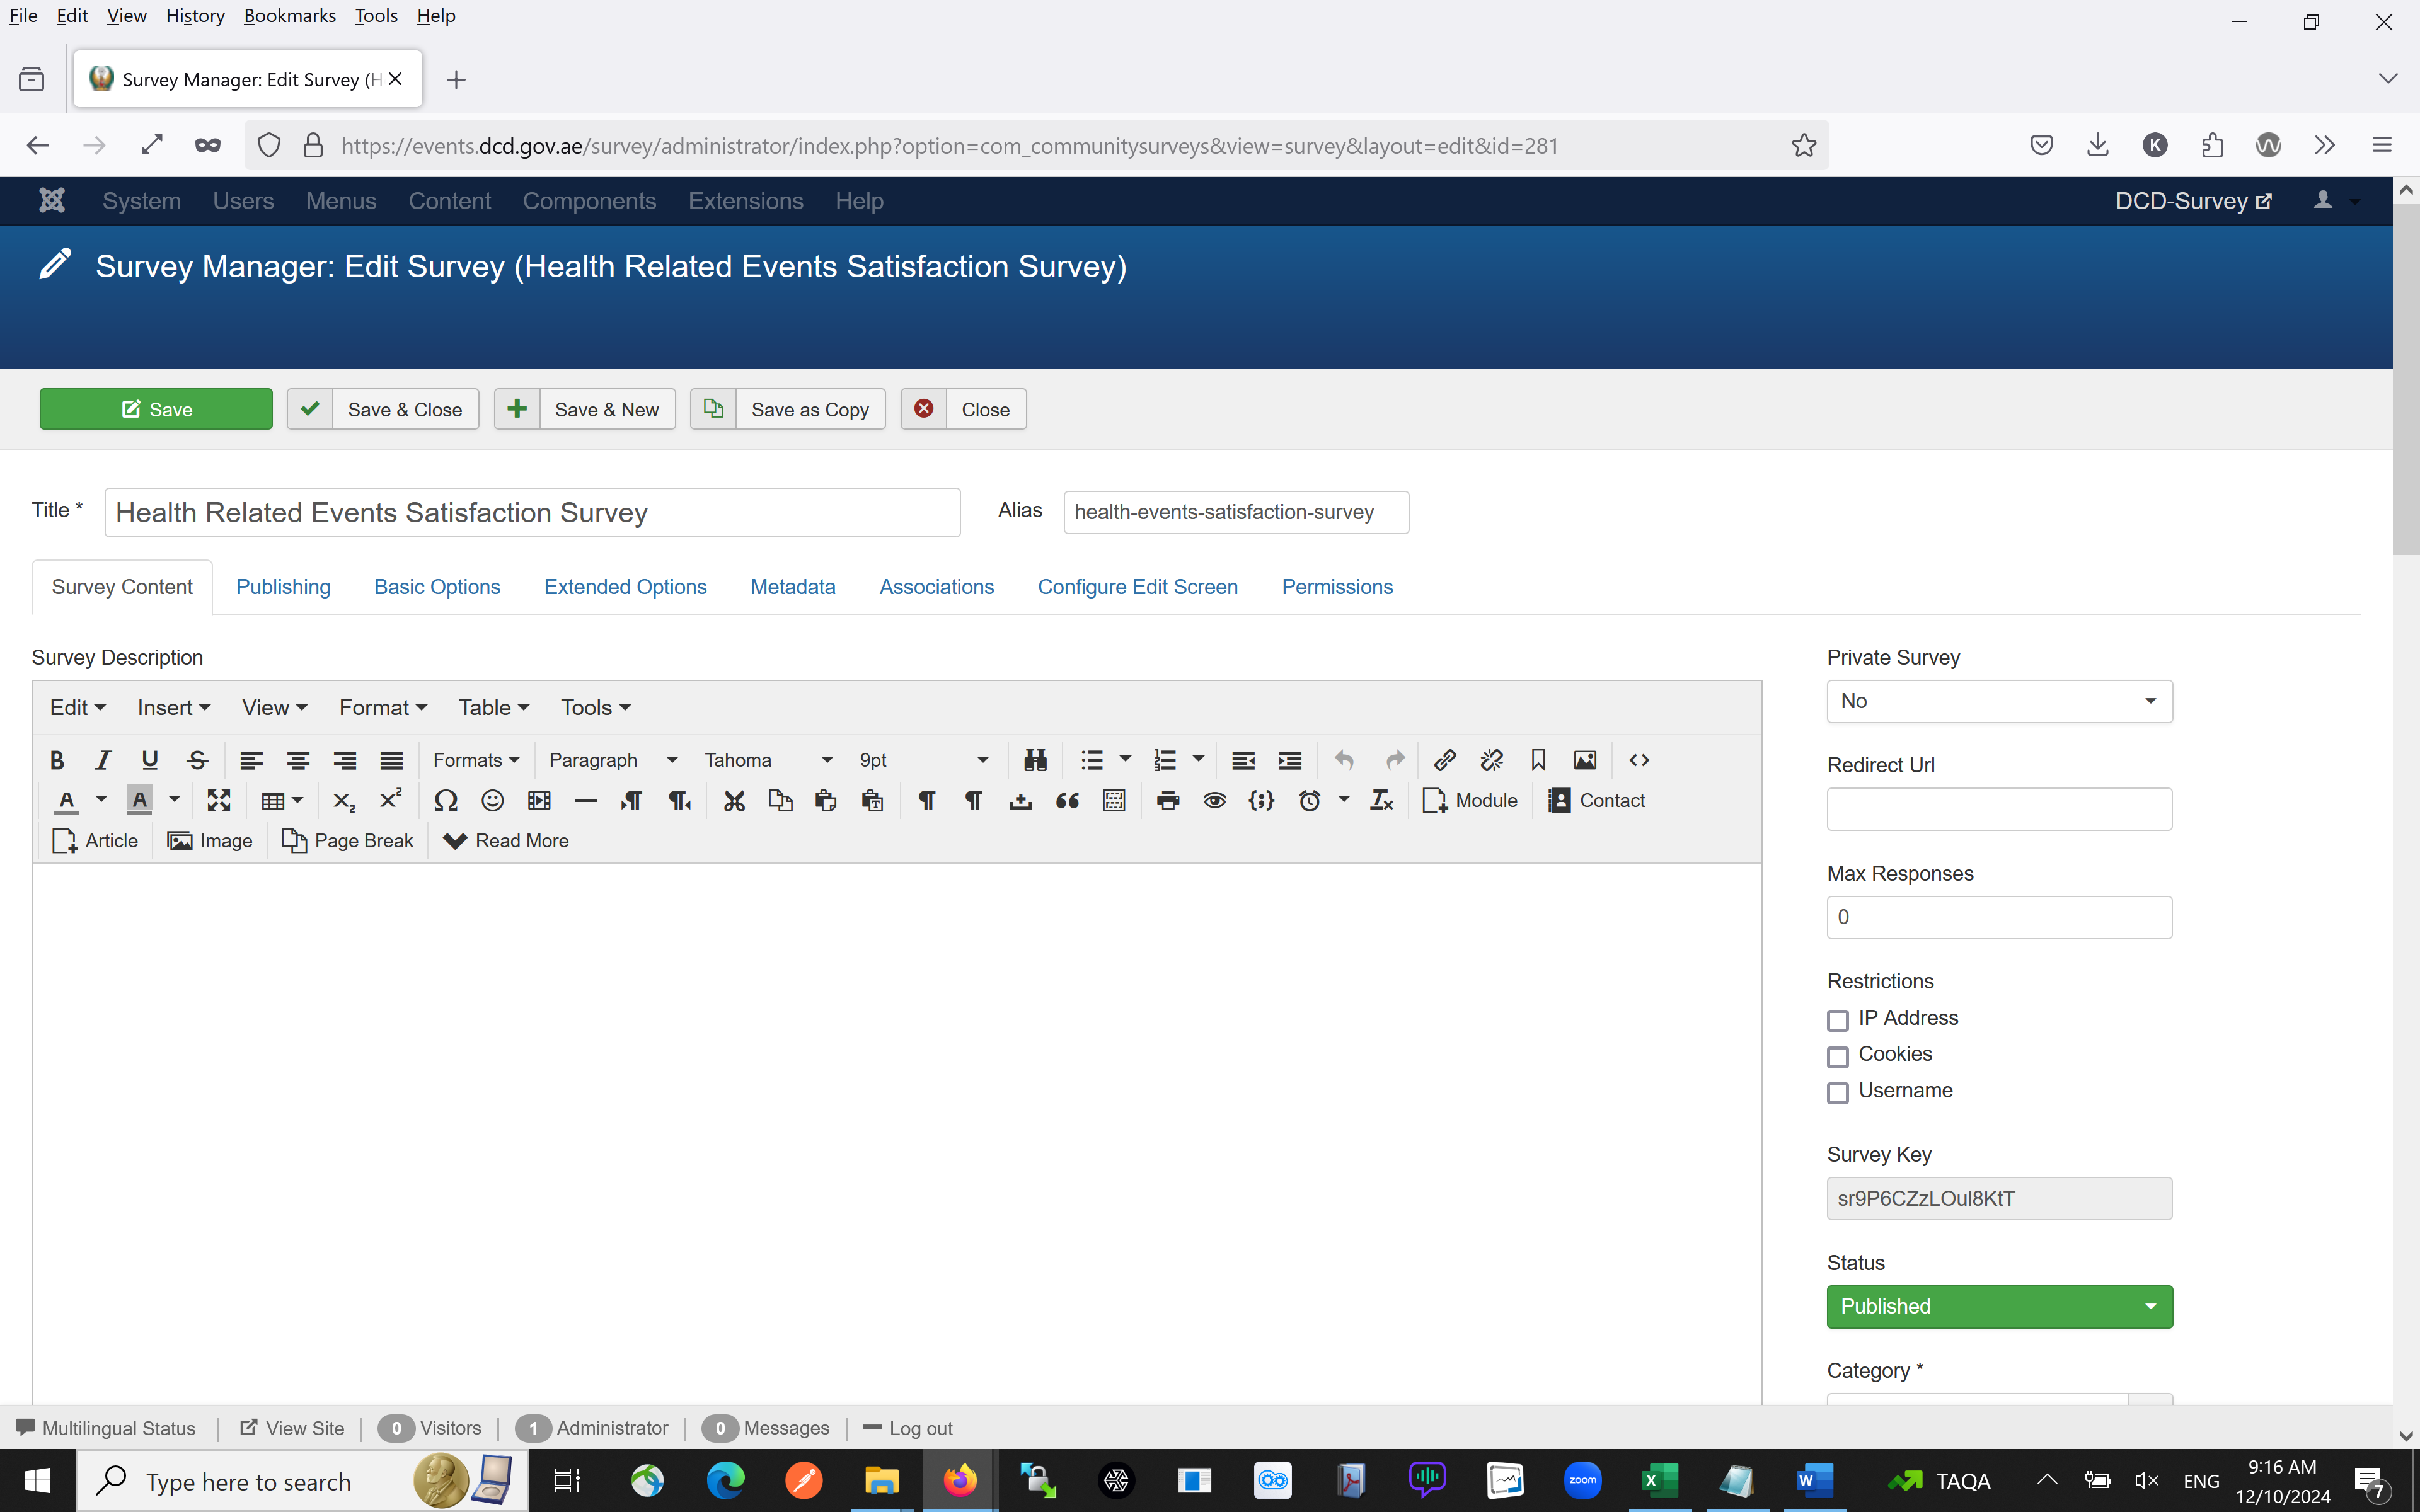 File Edit View History Bookmarks Tools Help
Survey Manager: Edit Survey (H
https://events.dcd.gov.ae/survey/administrator/index.php?option=com_communitysurveys&view=survey&layout=edit&id=281
K
System Users Menus Content Components Extensions Help DCD-Survey
Survey Manager: Edit Survey (Health Related Events Satisfaction Survey)
Save Save & Close Save & New Save as Copy Close
Title * Health Related Events Satisfaction Survey Alias health-events-satisfaction-survey
Survey Content Publishing Basic Options Extended Options Metadata Associations Configure Edit Screen Permissions
Survey Description
Edit Insert View Format Table Tools
Formats Paragraph Tahoma 9pt
Module Contact
Article Image Page Break Read More
Private Survey
No
Redirect Url
Max Responses
0
Restrictions
IP Address
Cookies
Username
Survey Key
sr9P6CZzLOul8KtT
Status
Published
Category *
Multilingual Status View Site 0 Visitors 1 Administrator 0 Messages Log out
Type here to search
zoom
TAQA
ENG
9:16 AM
12/10/2024
7